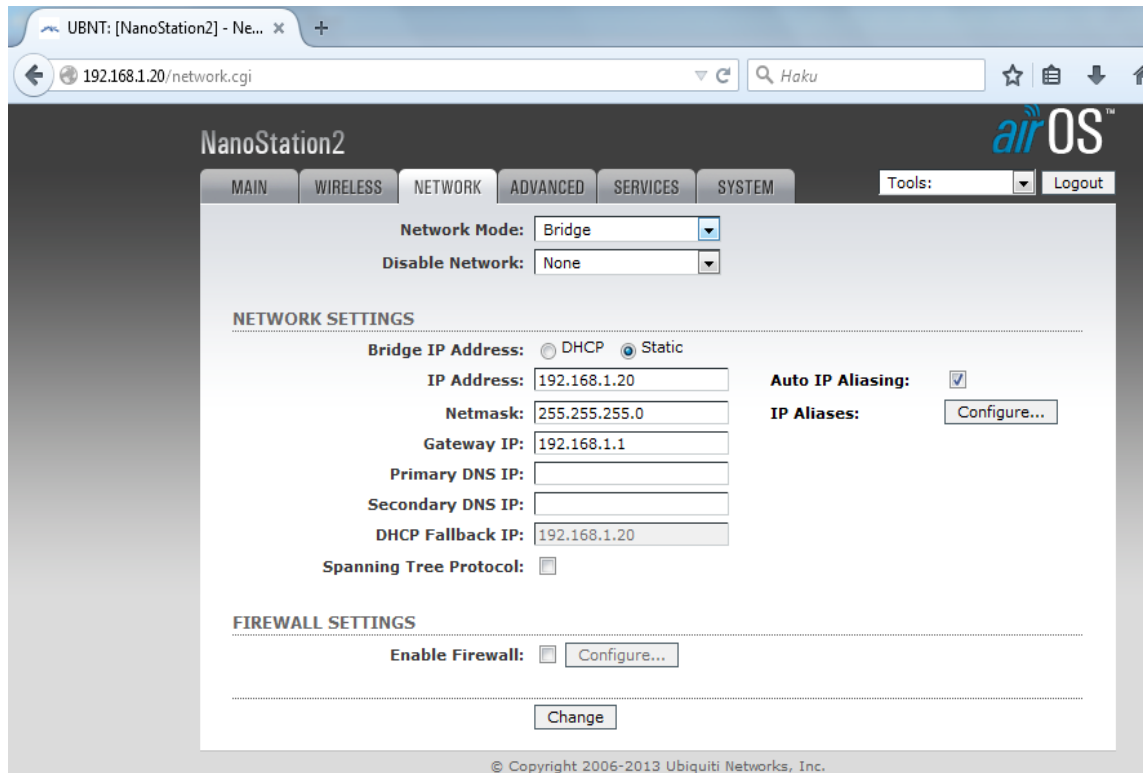 UBNT: [NanoStation2] - Ne...
192.168.1.20/network.cgi
Haku
NanoStation2
airOS™
MAIN WIRELESS NETWORK ADVANCED SERVICES SYSTEM Tools: Logout
Network Mode: Bridge
Disable Network: None
NETWORK SETTINGS
Bridge IP Address: DHCP Static
IP Address: 192.168.1.20 Auto IP Aliasing:
Netmask: 255.255.255.0 IP Aliases: Configure...
Gateway IP: 192.168.1.1
Primary DNS IP:
Secondary DNS IP:
DHCP Fallback IP: 192.168.1.20
Spanning Tree Protocol:
FIREWALL SETTINGS
Enable Firewall: Configure...
Change
© Copyright 2006-2013 Ubiquiti Networks, Inc.